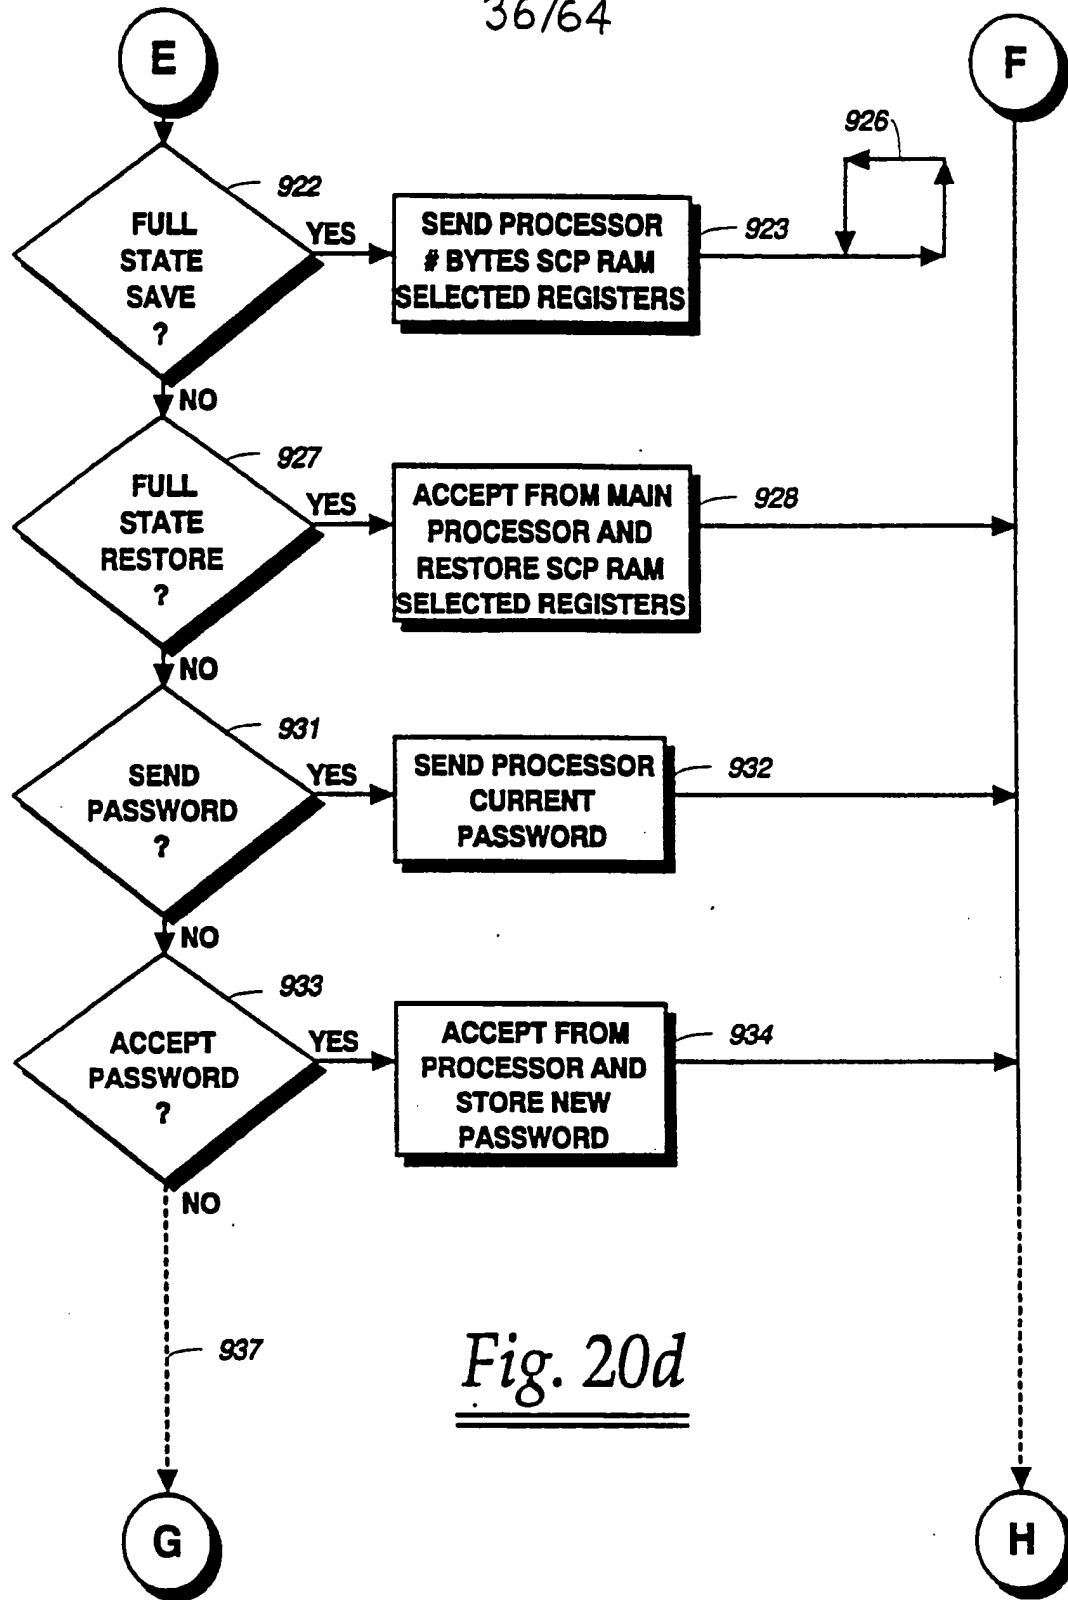 36/64
E
F
926
922
FULL
STATE
SAVE
?
YES
SEND PROCESSOR
# BYTES SCP RAM
SELECTED REGISTERS
923
NO
927
FULL
STATE
RESTORE
?
YES
ACCEPT FROM MAIN
PROCESSOR AND
RESTORE SCP RAM
SELECTED REGISTERS
928
NO
931
SEND
PASSWORD
?
YES
SEND PROCESSOR
CURRENT
PASSWORD
932
NO
933
ACCEPT
PASSWORD
?
YES
ACCEPT FROM
PROCESSOR AND
STORE NEW
PASSWORD
934
NO
937
Fig. 20d
G
H